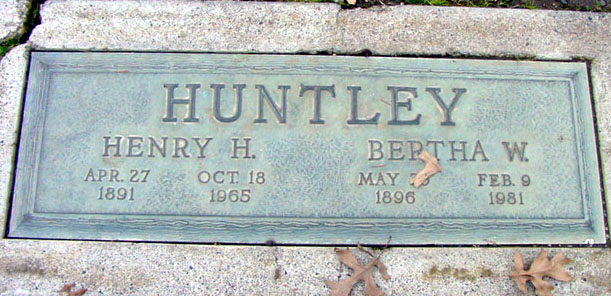 HUNTLEY
HENRY H. BERTHA W.
APR. 27 OCT. 18 MAY FEB. 9
1891 1965 1896 1981